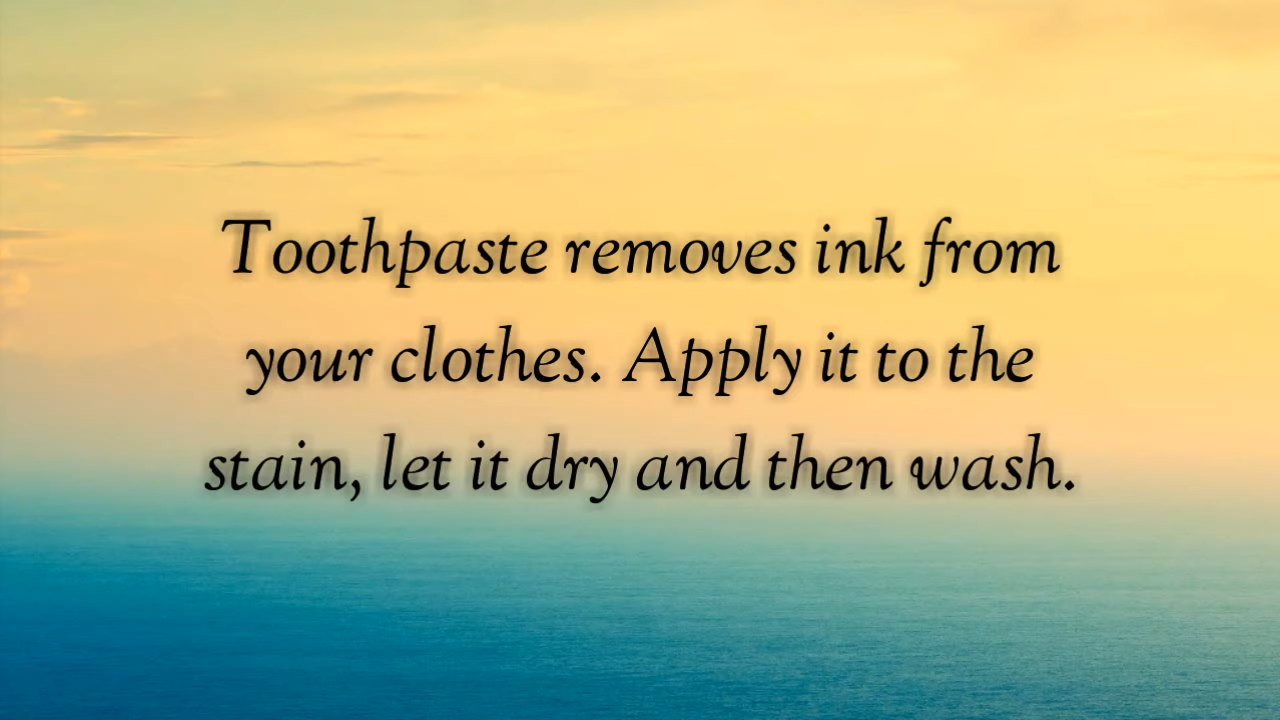 Toothpaste removes ink from
your clothes. Apply it to the
stain, let it dry and then wash.